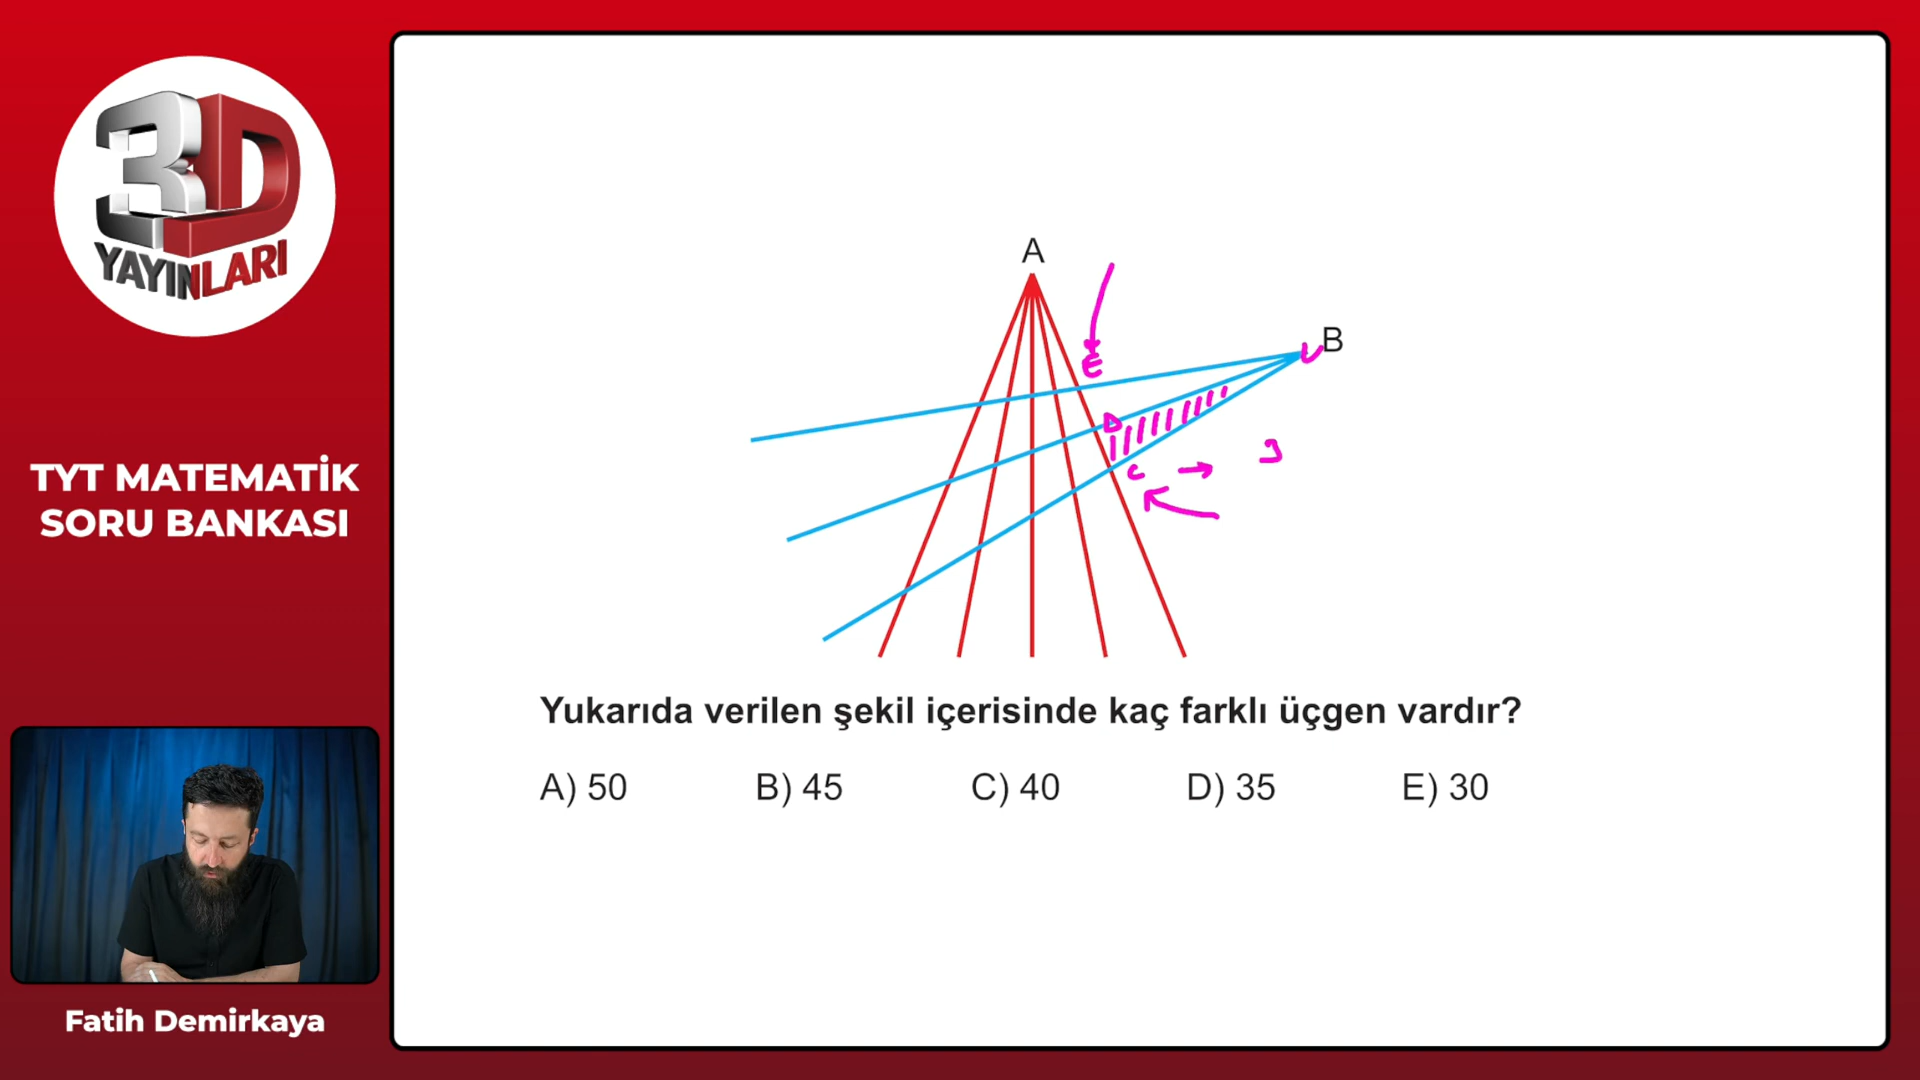 3D
YAYINLARI
TYT MATEMATİK
SORU BANKASI
Fatih Demirkaya
A
E
B
D
C
3
Yukarıda verilen şekil içerisinde kaç farklı üçgen vardır?
A) 50 B) 45 C) 40 D) 35 E) 30